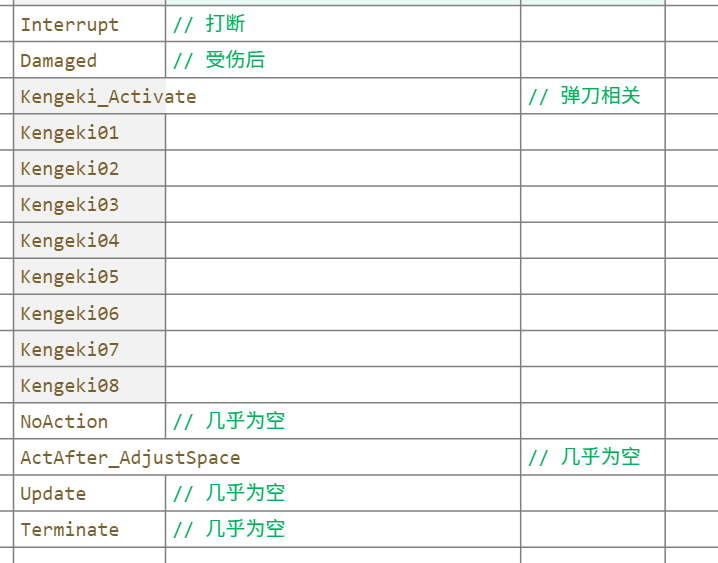 Interrupt // 打断
Damaged // 受伤后
Kengeki_Activate // 弹刀相关
Kengeki01
Kengeki02
Kengeki03
Kengeki04
Kengeki05
Kengeki06
Kengeki07
Kengeki08
NoAction // 几乎为空
ActAfter_AdjustSpace // 几乎为空
Update // 几乎为空
Terminate // 几乎为空